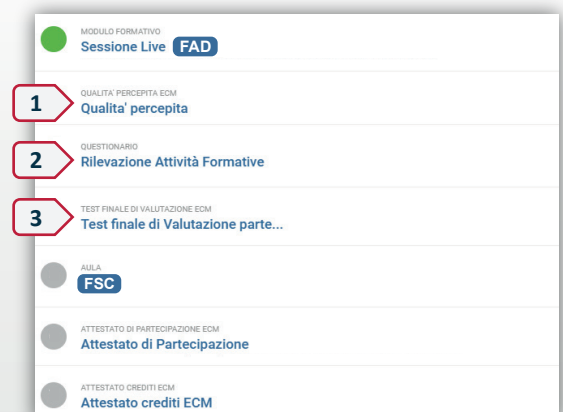 MODULO FORMATIVO
Sessione Live FAD
1
QUALITA' PERCEPITA ECM
Qualita' percepita
2
QUESTIONARIO
Rilevazione Attività Formative
3
TEST FINALE DI VALUTAZIONE ECM
Test finale di Valutazione parte...
AULA
FSC
ATTESTATO DI PARTECIPAZIONE ECM
Attestato di Partecipazione
ATTESTATO CREDITI ECM
Attestato crediti ECM